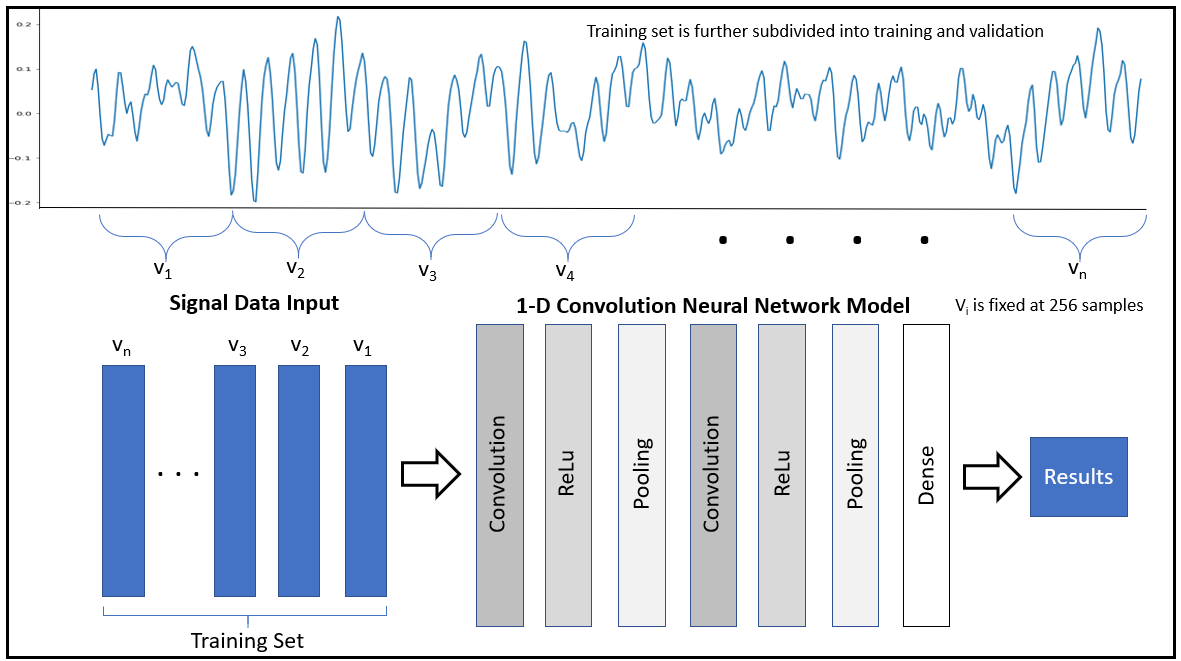 Training set is further subdivided into training and validation
0.2
0.1
0.0
−0.1
−0.2
v1
v2
v3
v4
vn
Signal Data Input
1-D Convolution Neural Network Model
Vi is fixed at 256 samples
vn
v3
v2
v1
Convolution
ReLu
Pooling
Convolution
ReLu
Pooling
Dense
Results
Training Set